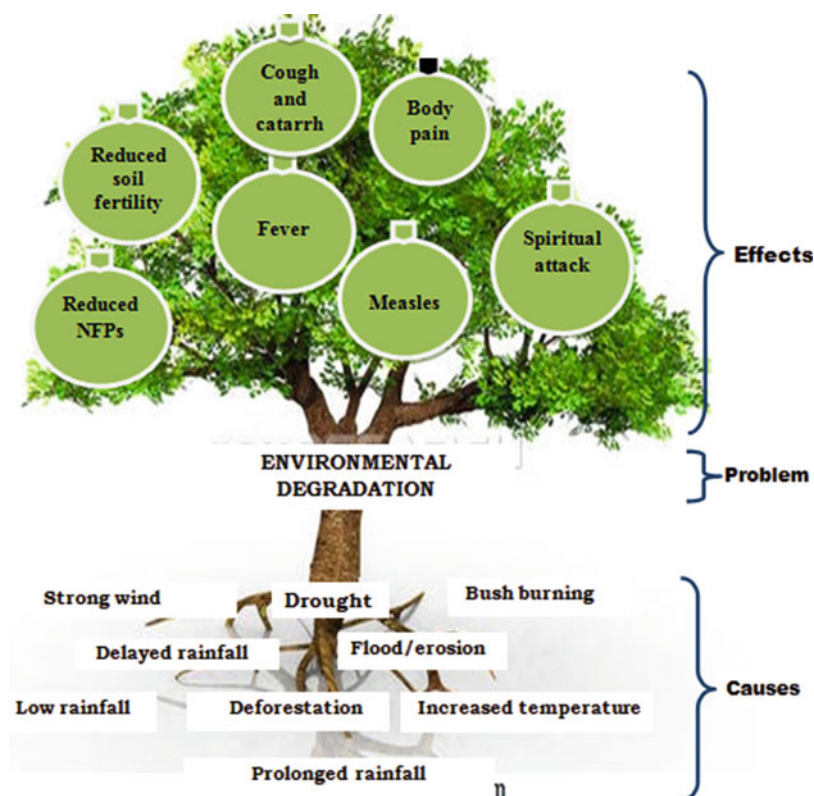 Cough
and
catarrh
Body
pain
Reduced
soil
fertility
Fever
Spiritual
attack
Measles
Reduced
NFPs
Effects
ENVIRONMENTAL
DEGRADATION
Problem
Strong wind
Drought
Bush burning
Delayed rainfall
Flood/erosion
Low rainfall
Deforestation
Increased temperature
Causes
Prolonged rainfall
n